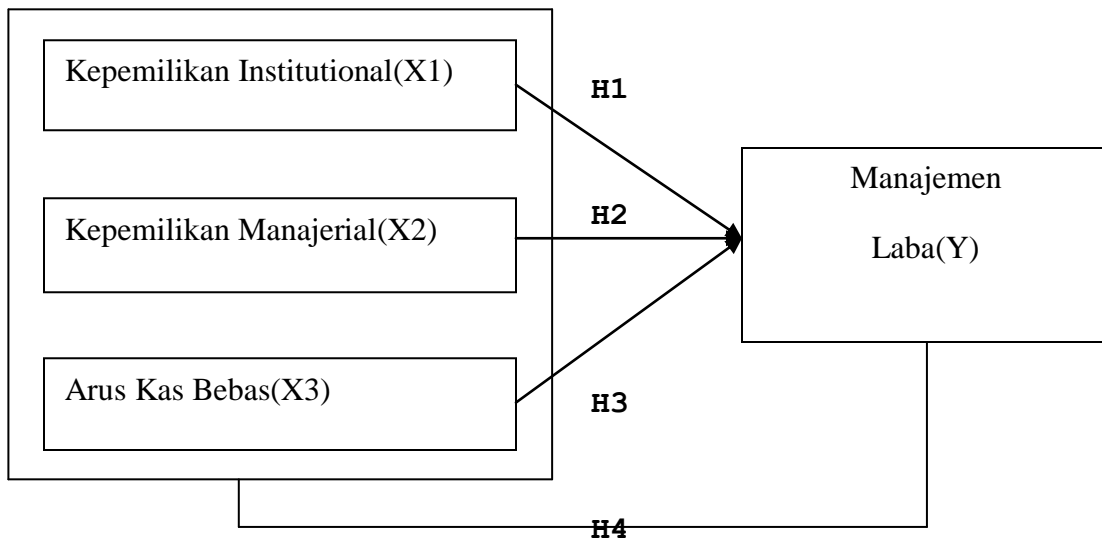 Kepemilikan Institutional(X1)
H1
Kepemilikan Manajerial(X2)
H2
Manajemen
Laba(Y)
Arus Kas Bebas(X3)
H3
H4